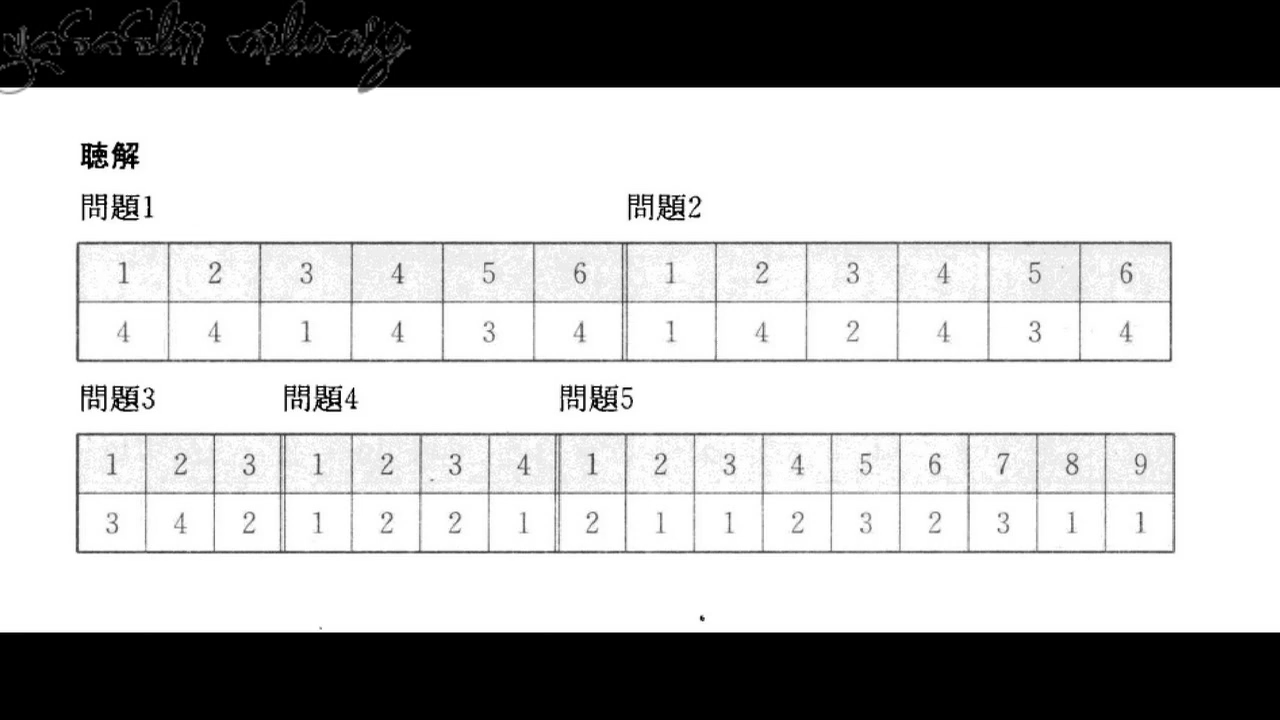 yasashii nihongo
聴解
問題1 問題2
1 2 3 4 5 6 1 2 3 4 5 6
4 4 1 4 3 4 1 4 2 4 3 4
問題3 問題4 問題5
1 2 3 1 2 3 4 1 2 3 4 5 6 7 8 9
3 4 2 1 2 2 1 2 1 1 2 3 2 3 1 1